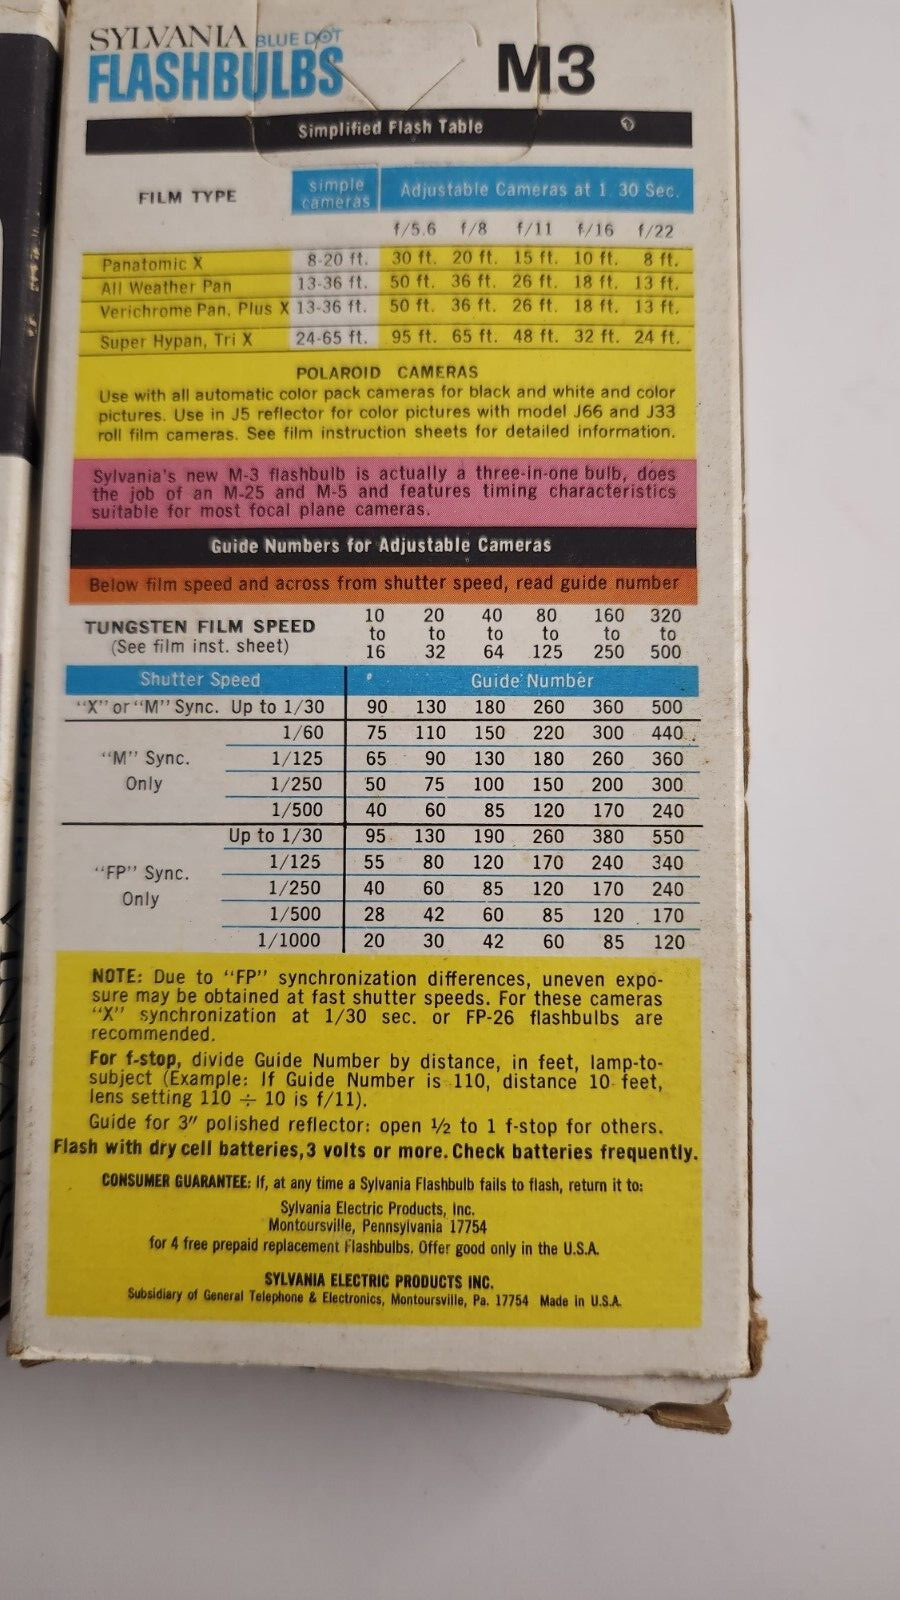 SYLVANIA BLUE DOT
FLASHBULBS
M3
Simplified Flash Table
FILM TYPE simple cameras Adjustable Cameras at 1 30 Sec.
f/5.6 f/8 f/11 f/16 f/22
Panatomic X 8-20 ft. 30 ft. 20 ft. 15 ft. 10 ft. 8 ft.
All Weather Pan 13-36 ft. 50 ft. 36 ft. 26 ft. 18 ft. 13 ft.
Verichrome Pan, Plus X 13-36 ft. 50 ft. 36 ft. 26 ft. 18 ft. 13 ft.
Super Hypan, Tri X 24-65 ft. 95 ft. 65 ft. 48 ft. 32 ft. 24 ft.
POLAROID CAMERAS
Use with all automatic color pack cameras for black and white and color
pictures. Use in J5 reflector for color pictures with model J66 and J33
roll film cameras. See film instruction sheets for detailed information.
Sylvania's new M-3 flashbulb is actually a three-in-one bulb, does
the job of an M-25 and M-5 and features timing characteristics
suitable for most focal plane cameras.
Guide Numbers for Adjustable Cameras
Below film speed and across from shutter speed, read guide number
TUNGSTEN FILM SPEED
(See film inst. sheet)
10 20 40 80 160 320
to to to to to to
16 32 64 125 250 500
Shutter Speed Guide Number
"X" or "M" Sync. Up to 1/30 90 130 180 260 360 500
1/60 75 110 150 220 300 440
"M" Sync. 1/125 65 90 130 180 260 360
Only 1/250 50 75 100 150 200 300
1/500 40 60 85 120 170 240
Up to 1/30 95 130 190 260 380 550
1/125 55 80 120 170 240 340
"FP" Sync.
Only 1/250 40 60 85 120 170 240
1/500 28 42 60 85 120 170
1/1000 20 30 42 60 85 120
NOTE: Due to "FP" synchronization differences, uneven expo-
sure may be obtained at fast shutter speeds. For these cameras
"X" synchronization at 1/30 sec. or FP-26 flashbulbs are
recommended.
For f-stop, divide Guide Number by distance, in feet, lamp-to-
subject (Example: If Guide Number is 110, distance 10 feet,
lens setting 110 ÷ 10 is f/11).
Guide for 3" polished reflector: open ½ to 1 f-stop for others.
Flash with dry cell batteries, 3 volts or more. Check batteries frequently.
CONSUMER GUARANTEE: If, at any time a Sylvania Flashbulb fails to flash, return it to:
Sylvania Electric Products, Inc.
Montoursville, Pennsylvania 17754
for 4 free prepaid replacement Flashbulbs. Offer good only in the U.S.A.
SYLVANIA ELECTRIC PRODUCTS INC.
Subsidiary of General Telephone & Electronics, Montoursville, Pa. 17754 Made in U.S.A.